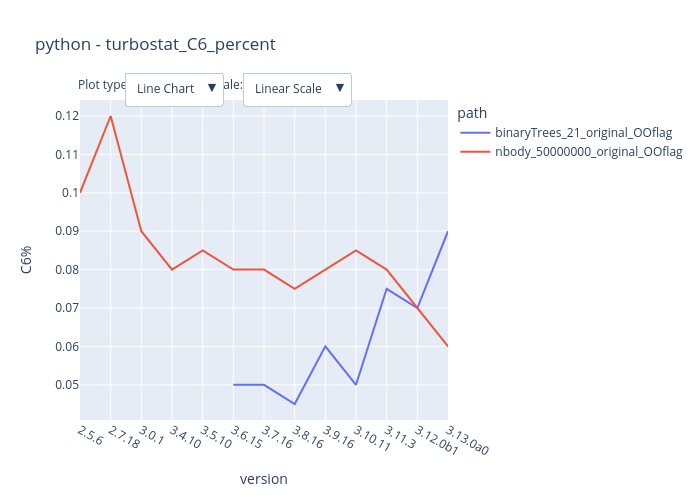 python - turbostat_C6_percent
Plot type
Line Chart ▼
ale:
Linear Scale ▼
path
binaryTrees_21_original_OOflag
nbody_50000000_original_OOflag
0.12
0.11
0.1
0.09
0.08
0.07
0.06
0.05
C6%
2.5.6
2.7.18
3.0.1
3.4.10
3.5.10
3.6.15
3.7.16
3.8.16
3.9.16
3.10.11
3.11.3
3.12.0b1
3.13.0a0
version